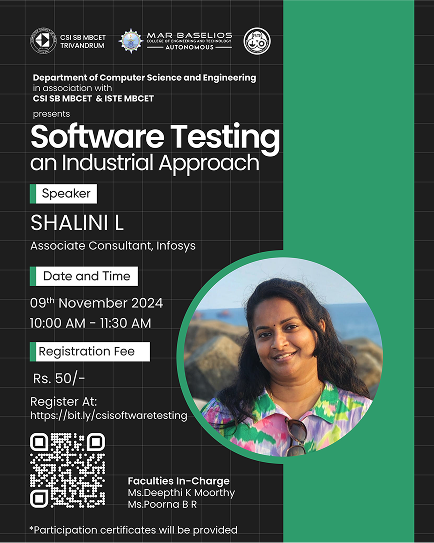 CSI SB MBCET
TRIVANDRUM
MAR BASELIOS
COLLEGE OF ENGINEERING AND TECHNOLOGY
AUTONOMOUS
Department of Computer Science and Engineering
in association with
CSI SB MBCET & ISTE MBCET
presents
Software Testing
an Industrial Approach
Speaker
SHALINI L
Associate Consultant, Infosys
Date and Time
09th November 2024
10:00 AM - 11:30 AM
Registration Fee
Rs. 50/-
Register At:
https://bit.ly/csisoftwaretesting
Faculties In-Charge
Ms.Deepthi K Moorthy
Ms.Poorna B R
*Participation certificates will be provided